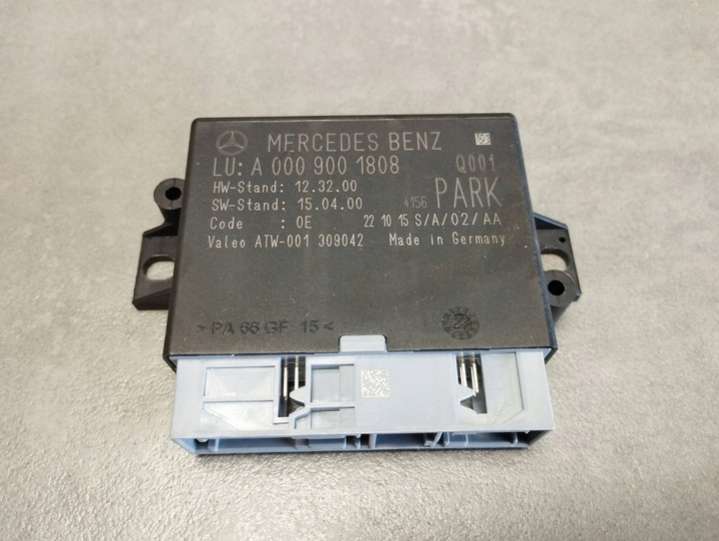 MERCEDES BENZ
LU: A 000 900 1808 Q001
HW-Stand: 12.32.00
SW-Stand: 15.04.00 4156 PARK
Code : 0E 22 10 15 S/A/02/AA
Valeo ATW-001 309042 Made in Germany
>PA 66 GF 15<